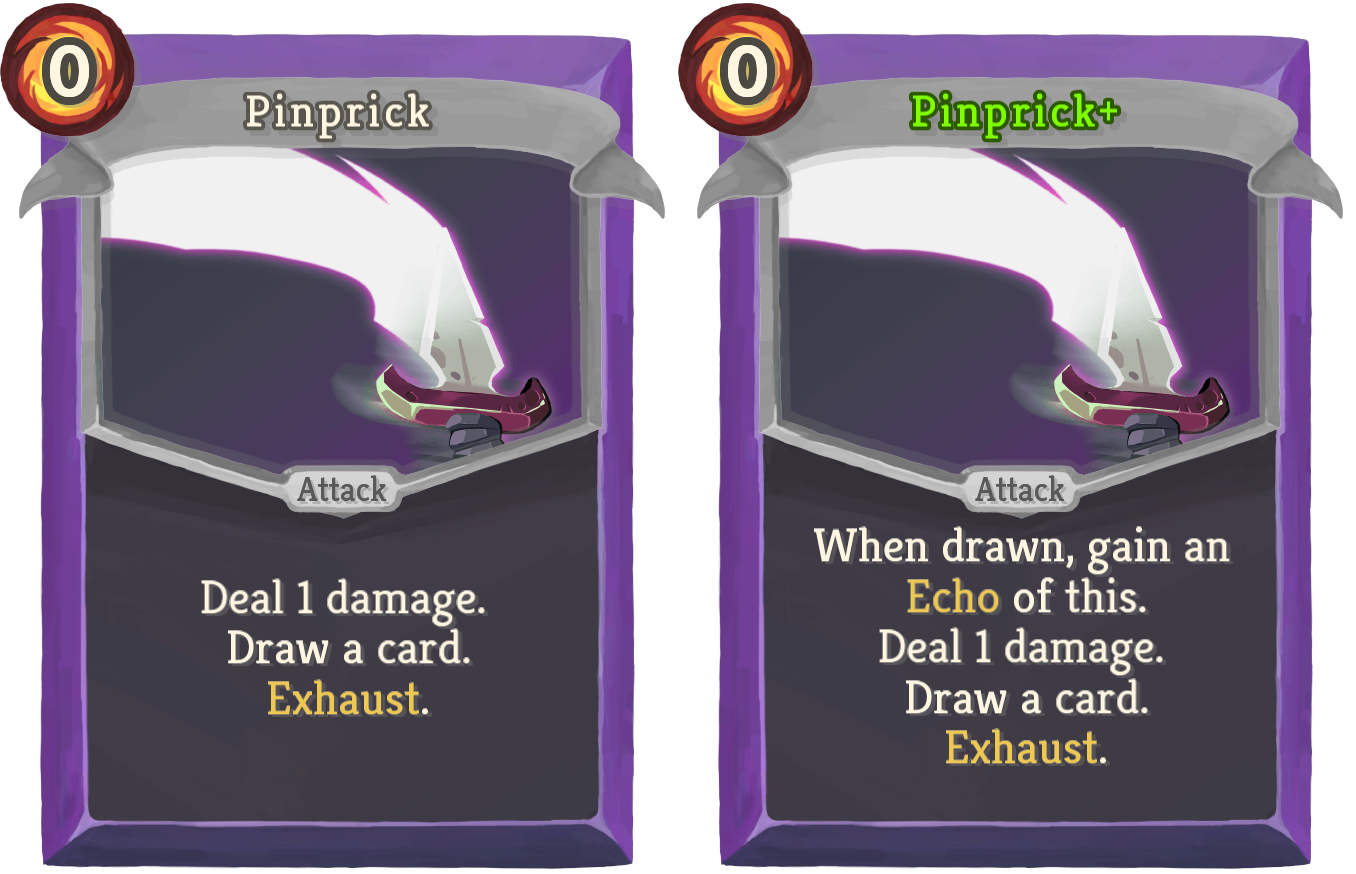 0
Pinprick
Attack
Deal 1 damage.
Draw a card.
Exhaust.
0
Pinprick+
Attack
When drawn, gain an
Echo of this.
Deal 1 damage.
Draw a card.
Exhaust.